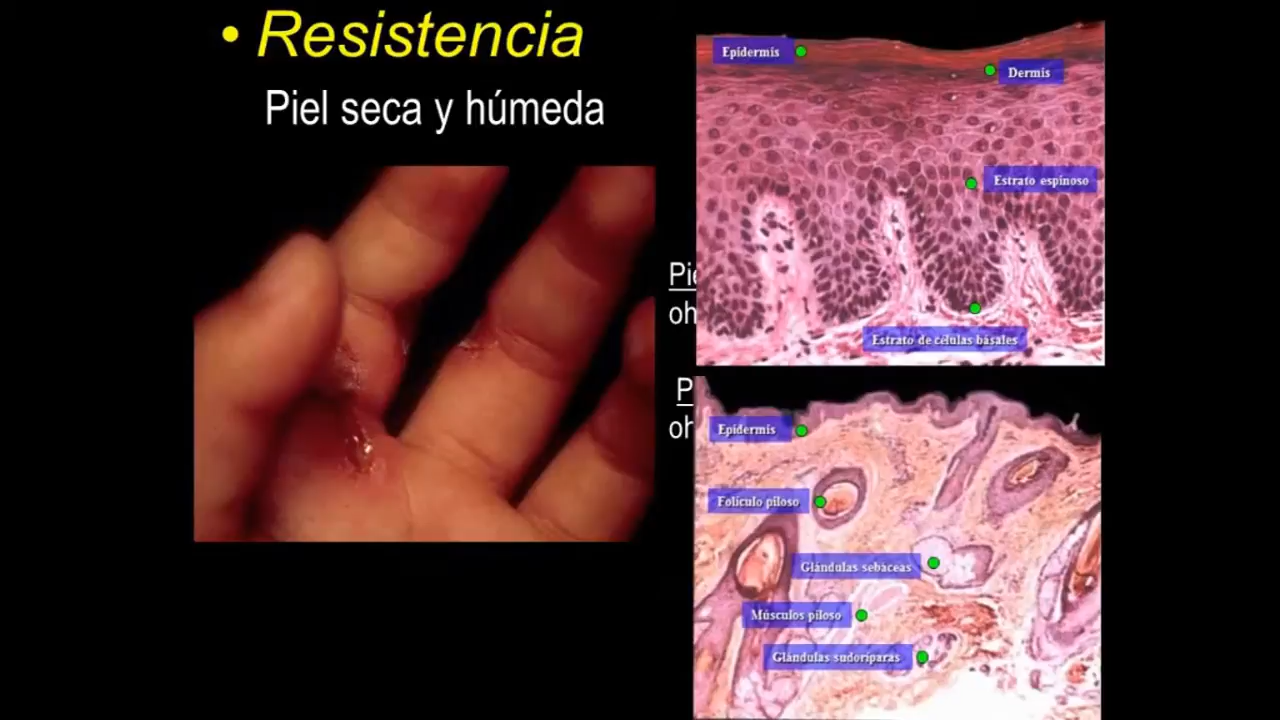 • Resistencia
Piel seca y húmeda
Epidermis
Dermis
Estrato espinoso
Estrato de células básales
Epidermis
Folículo piloso
Glándulas sebáceas
Músculos piloso
Glándulas sudoríparas